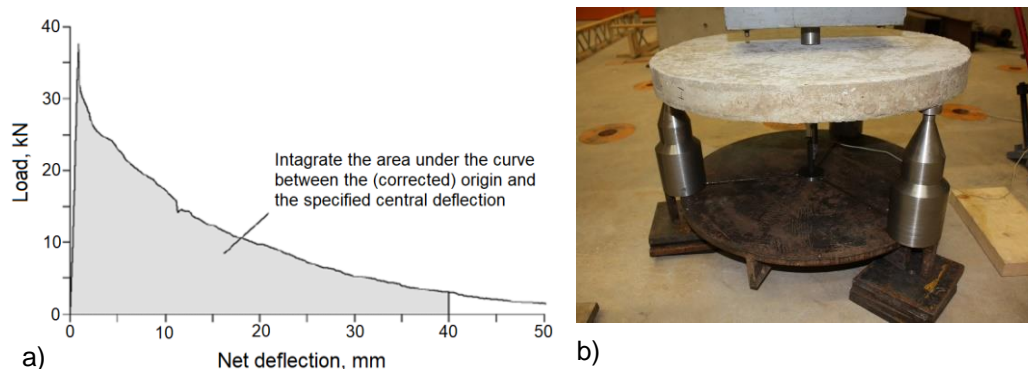 40
30
20
10
0
Load, kN
Intagrate the area under the curve
between the (corrected) origin and
the specified central deflection
0 10 20 30 40 50
Net deflection, mm
a)
b)